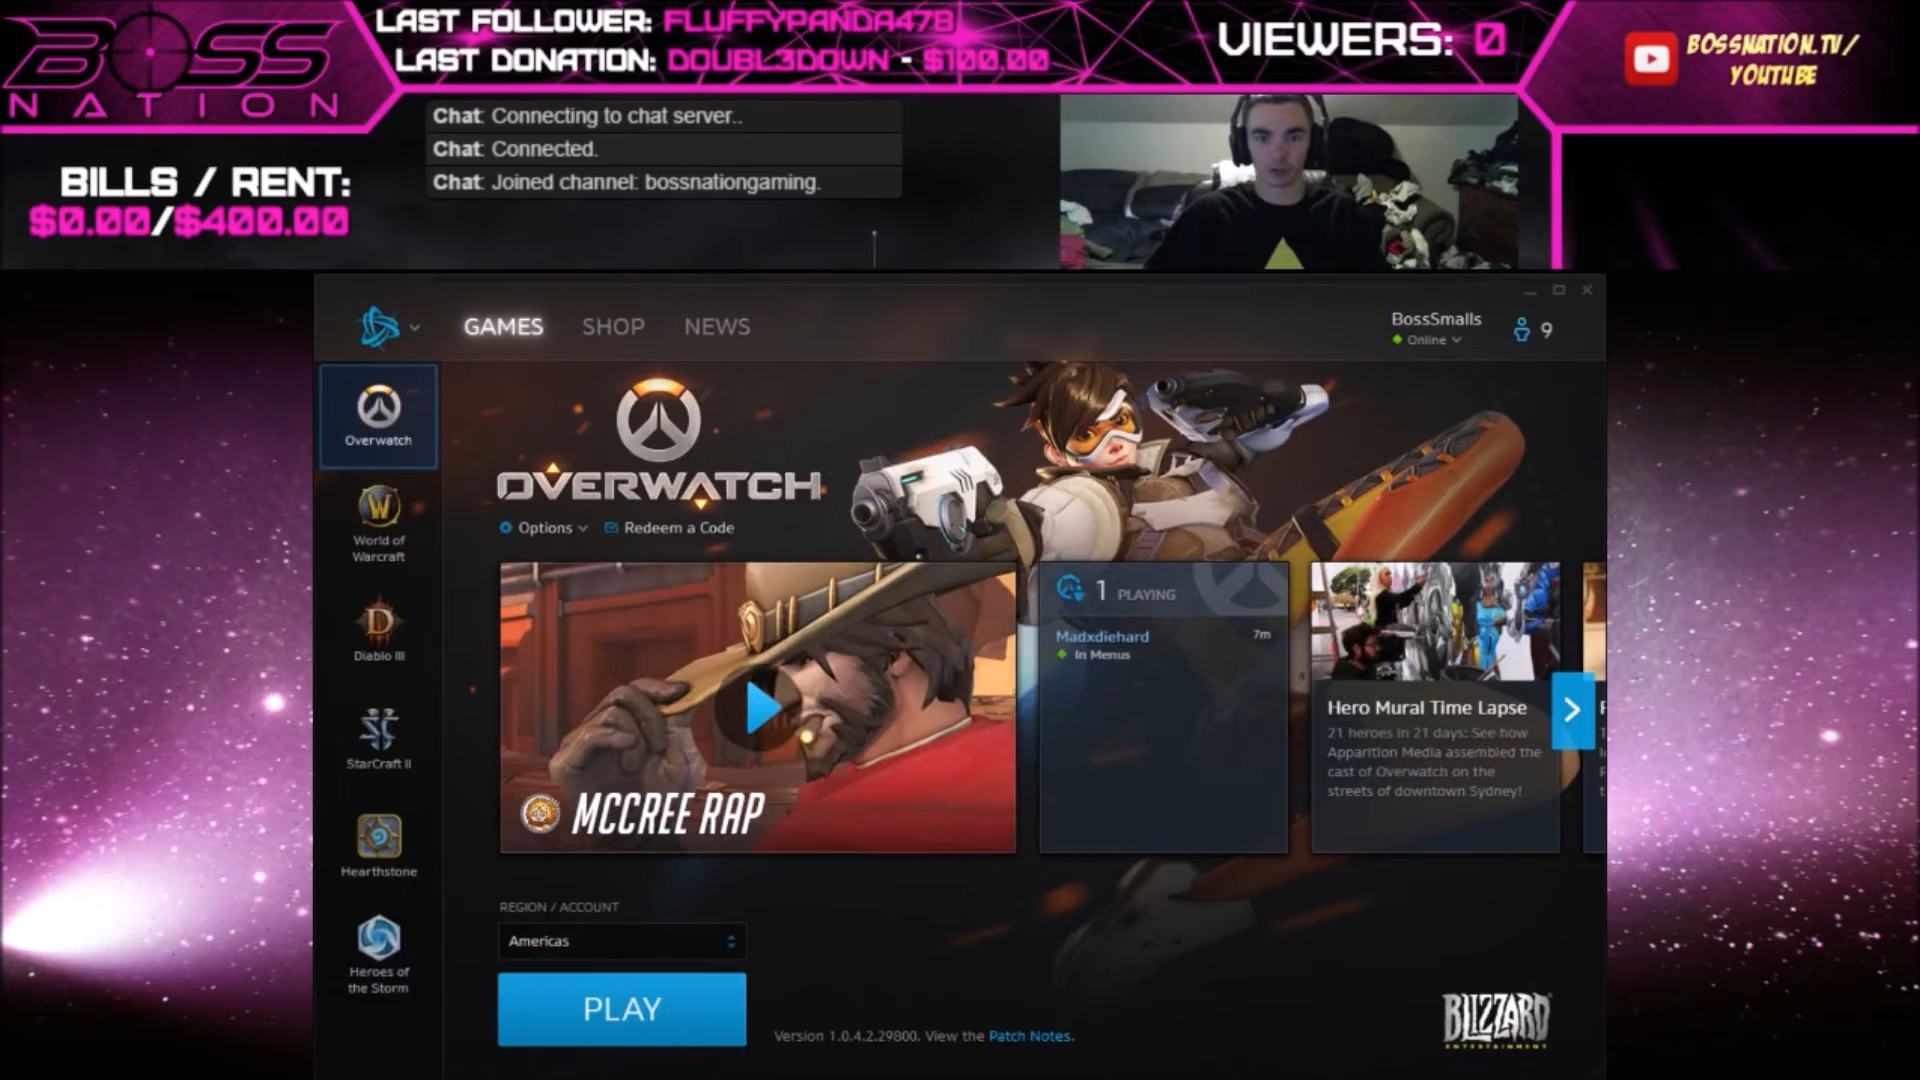 BOSS
NATION
LAST FOLLOWER: FLUFFYPANDA478
LAST DONATION: DOUBL3DOWN - $100.00
VIEWERS: 0
BOSSNATION.TV/
YOUTUBE
BILLS / RENT:
$0.00/$400.00
Chat: Connecting to chat server..
Chat: Connected.
Chat: Joined channel: bossnationgaming.
GAMES SHOP NEWS
BossSmalls
Online
9
Overwatch
World of
Warcraft
Diablo III
StarCraft II
Hearthstone
Heroes of
the Storm
OVERWATCH
Options Redeem a Code
MCCREE RAP
1 PLAYING
Madxdiehard 7m
In Menus
Hero Mural Time Lapse
21 heroes in 21 days: See how
Apparition Media assembled the
cast of Overwatch on the
streets of downtown Sydney!
REGION / ACCOUNT
Americas
PLAY
Version 1.0.4.2.29800. View the Patch Notes.
BLIZZARD
ENTERTAINMENT